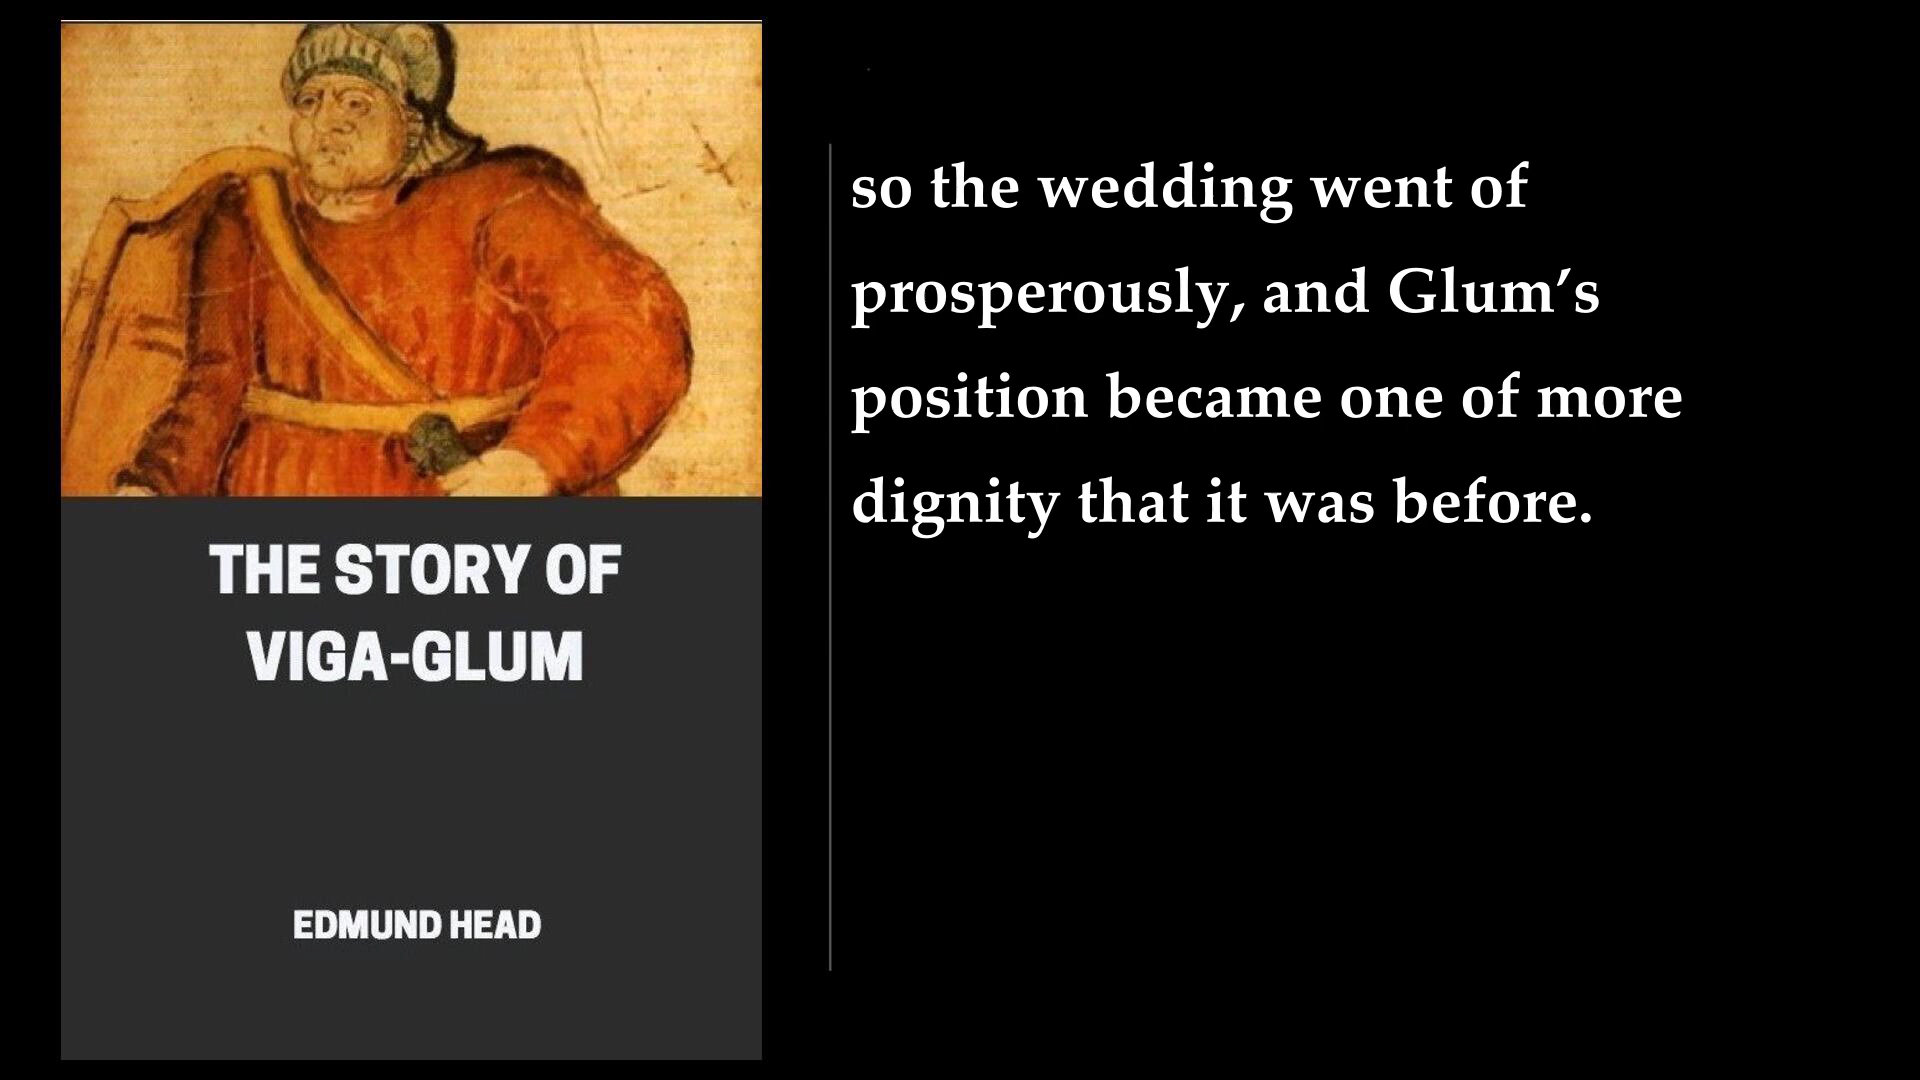 THE STORY OF
VIGA-GLUM
EDMUND HEAD
so the wedding went of
prosperously, and Glum’s
position became one of more
dignity that it was before.